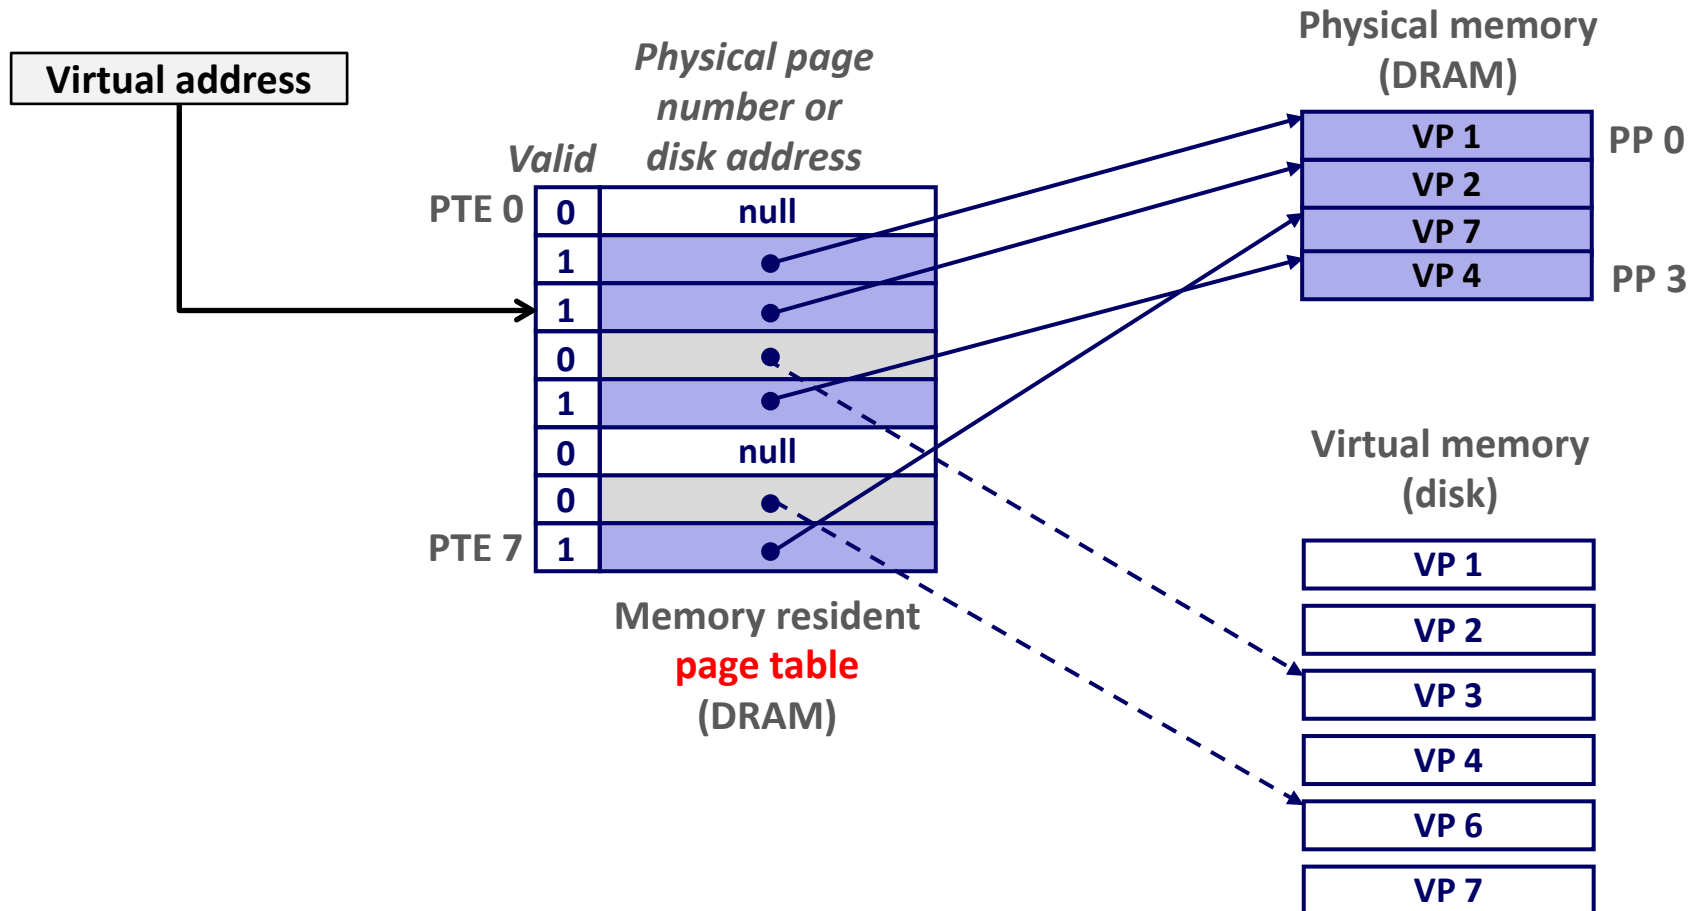 Virtual address
Physical page
number or
disk address
Valid
PTE 0
0
null
1
1
0
1
0
null
0
PTE 7
1
Memory resident
page table
(DRAM)
Physical memory
(DRAM)
VP 1
PP 0
VP 2
VP 7
VP 4
PP 3
Virtual memory
(disk)
VP 1
VP 2
VP 3
VP 4
VP 6
VP 7